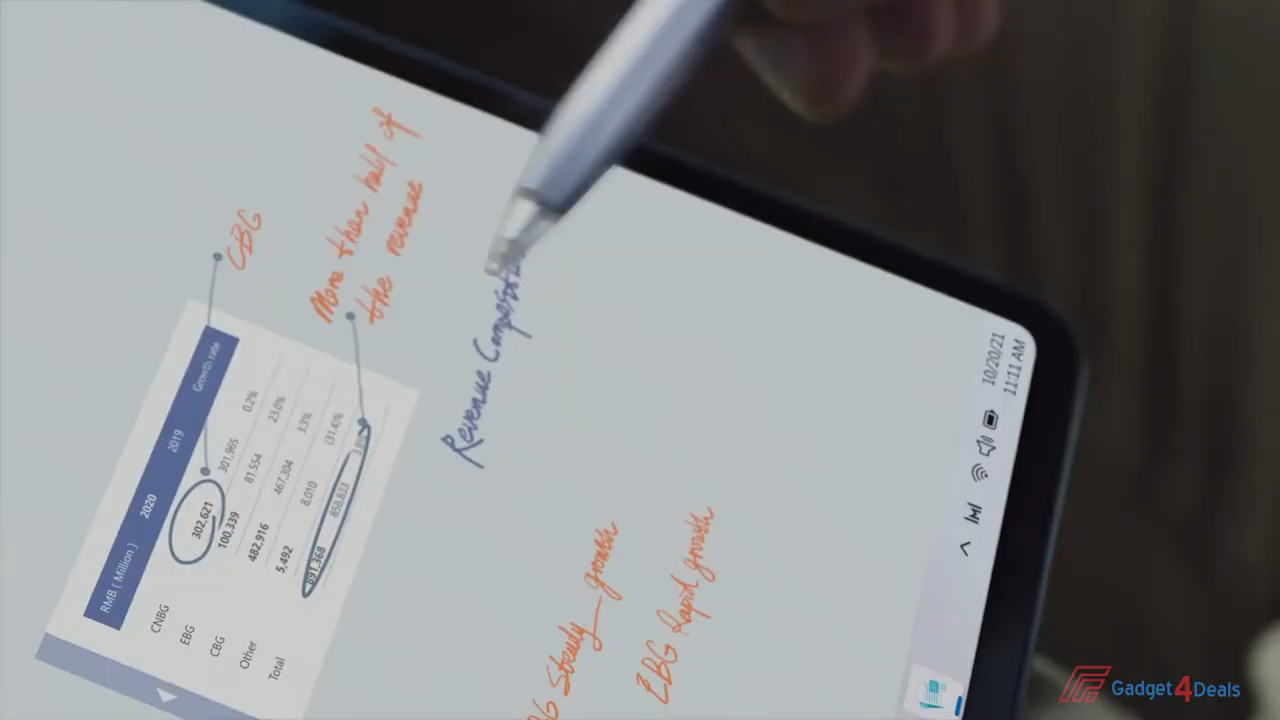 CBG
More than half of
the revenue
RMB ( Million ) 2020 2019 Growth rate
CNBG 302,621 301,965 0.2%
EBG 100,339 81,554 23.0%
CBG 482,916 467,304 3.3%
Other 5,492 8,010 (31.4)%
Total 891,368 858,833
Revenue
Steady growth
EBG Rapid growth
10/20/21
11:11 AM
Gadget4Deals